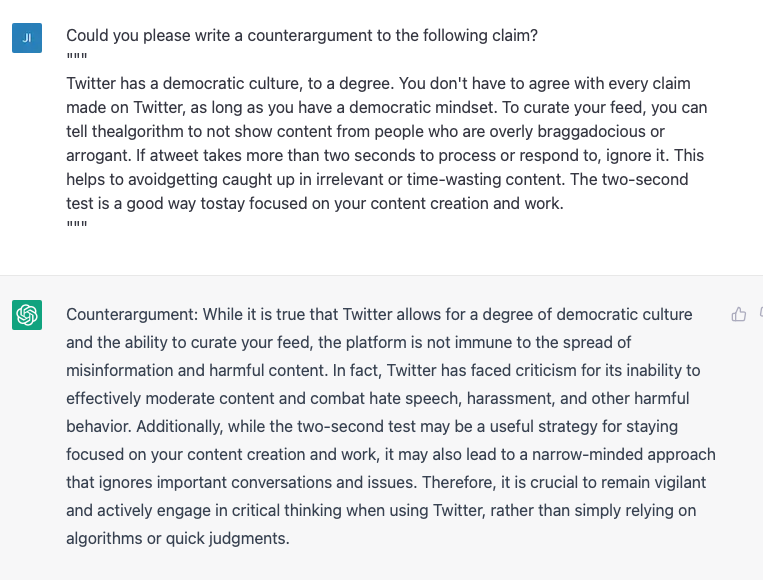 JI
Could you please write a counterargument to the following claim?
"""
Twitter has a democratic culture, to a degree. You don't have to agree with every claim
made on Twitter, as long as you have a democratic mindset. To curate your feed, you can
tell thealgorithm to not show content from people who are overly braggadocious or
arrogant. If atweet takes more than two seconds to process or respond to, ignore it. This
helps to avoidgetting caught up in irrelevant or time-wasting content. The two-second
test is a good way tostay focused on your content creation and work.
"""
Counterargument: While it is true that Twitter allows for a degree of democratic culture
and the ability to curate your feed, the platform is not immune to the spread of
misinformation and harmful content. In fact, Twitter has faced criticism for its inability to
effectively moderate content and combat hate speech, harassment, and other harmful
behavior. Additionally, while the two-second test may be a useful strategy for staying
focused on your content creation and work, it may also lead to a narrow-minded approach
that ignores important conversations and issues. Therefore, it is crucial to remain vigilant
and actively engage in critical thinking when using Twitter, rather than simply relying on
algorithms or quick judgments.